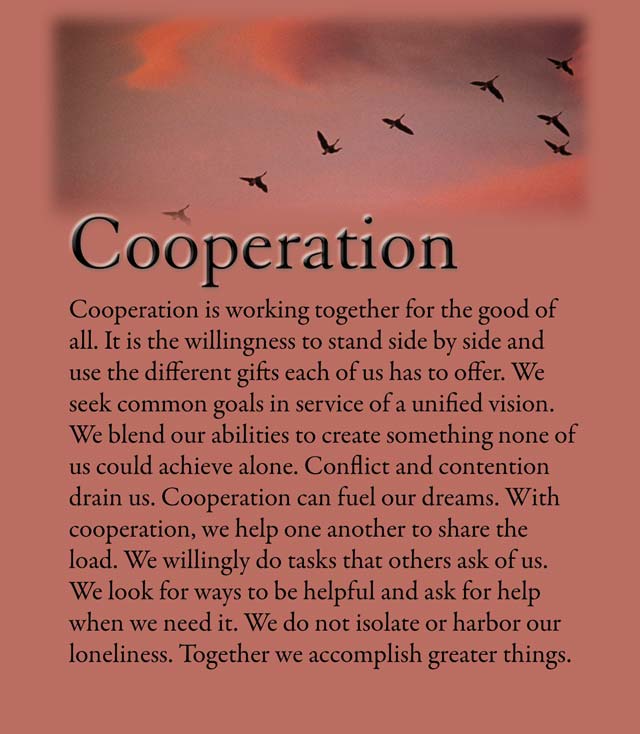 Cooperation
Cooperation is working together for the good of
all. It is the willingness to stand side by side and
use the different gifts each of us has to offer. We
seek common goals in service of a unified vision.
We blend our abilities to create something none of
us could achieve alone. Conflict and contention
drain us. Cooperation can fuel our dreams. With
cooperation, we help one another to share the
load. We willingly do tasks that others ask of us.
We look for ways to be helpful and ask for help
when we need it. We do not isolate or harbor our
loneliness. Together we accomplish greater things.